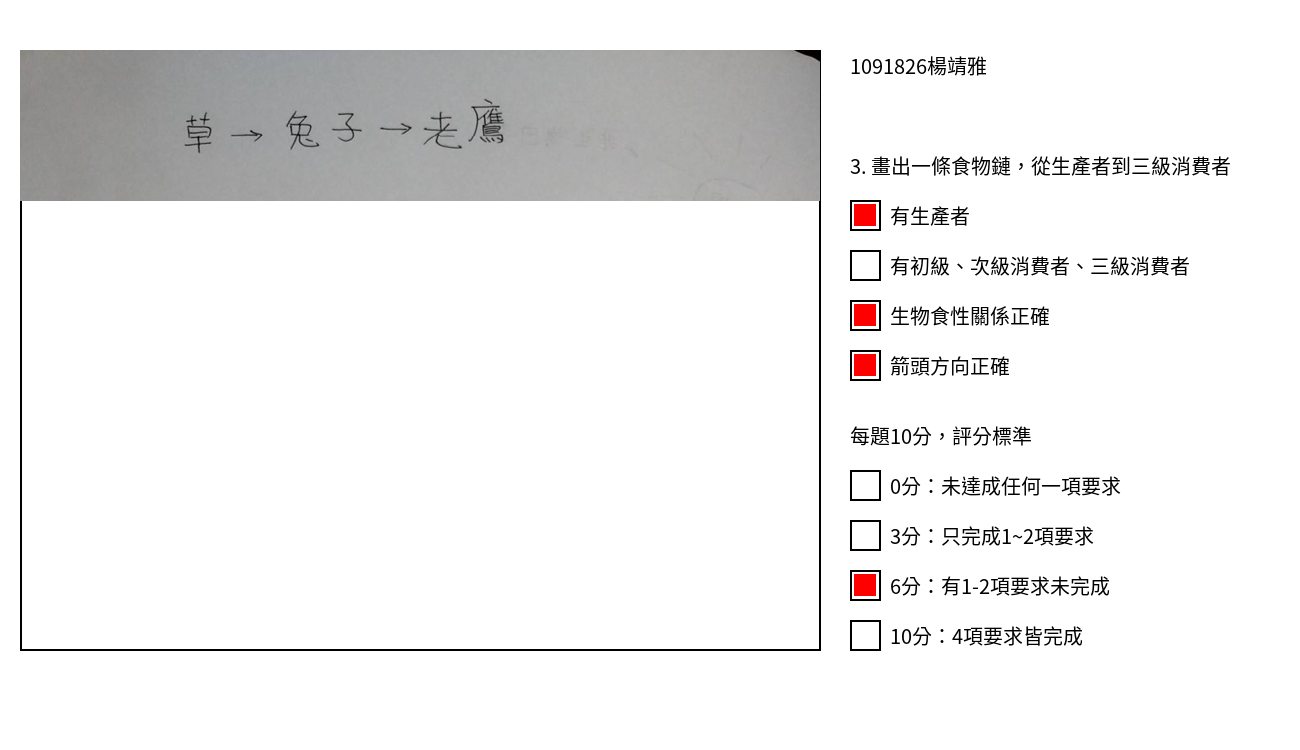 草→兔子→老鷹
1091826楊靖雅
3. 畫出一條食物鏈，從生產者到三級消費者
有生產者
有初級、次級消費者、三級消費者
生物食性關係正確
箭頭方向正確
每題10分，評分標準
0分：未達成任何一項要求
3分：只完成1~2項要求
6分：有1-2項要求未完成
10分：4項要求皆完成